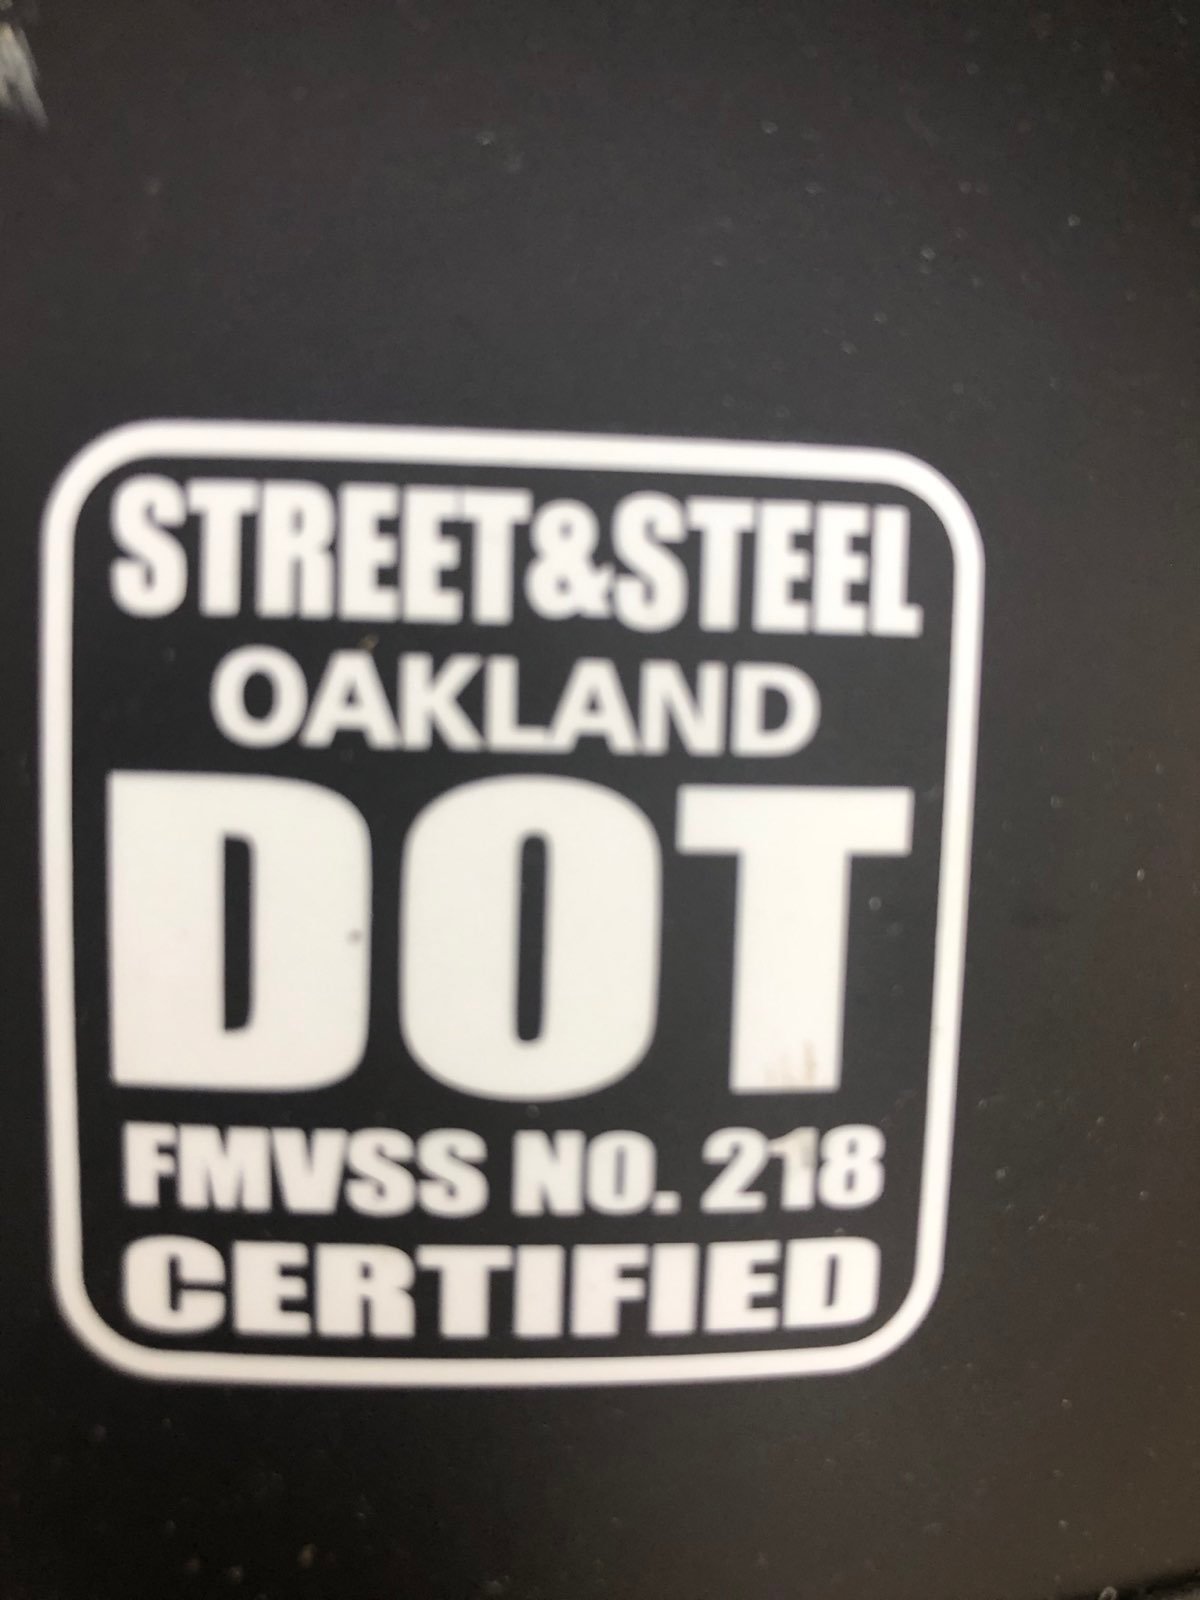 STREET&STEEL
OAKLAND
DOT
FMVSS NO. 218
CERTIFIED